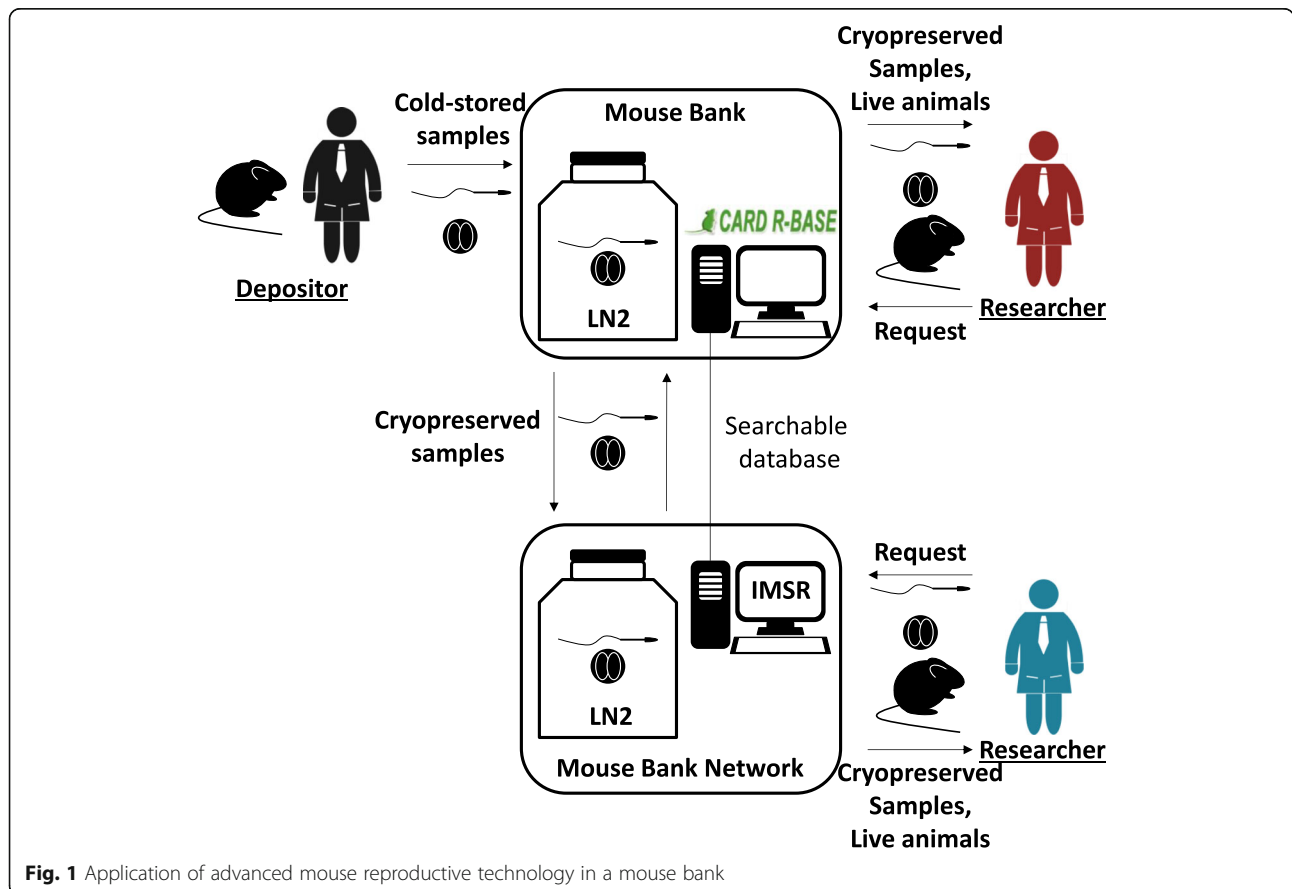 Cryopreserved
Samples,
Live animals
Cold-stored
samples
Mouse Bank
CARD R-BASE
LN2
Depositor
Researcher
Request
Cryopreserved
samples
Searchable
database
Request
IMSR
LN2
Mouse Bank Network
Researcher
Cryopreserved
Samples,
Live animals
Fig. 1 Application of advanced mouse reproductive technology in a mouse bank